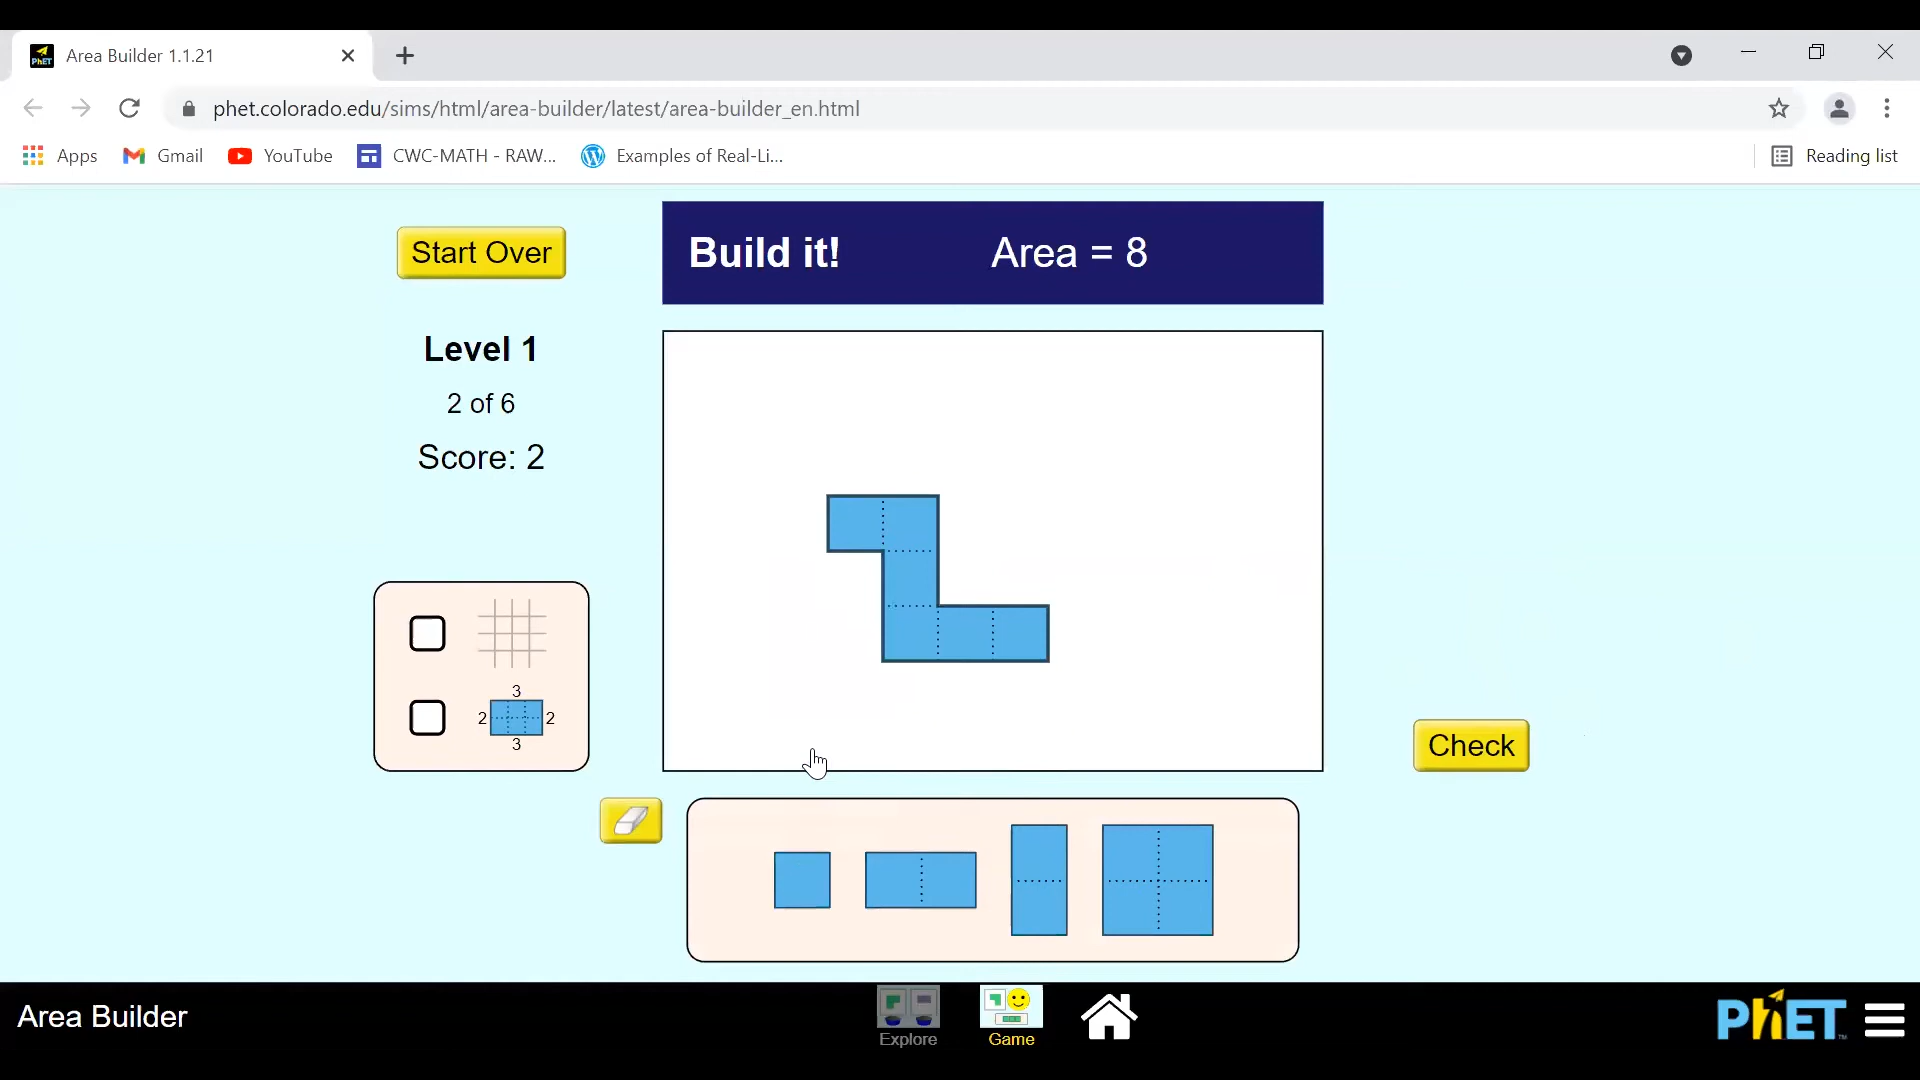 Area Builder 1.1.21
phet.colorado.edu/sims/html/area-builder/latest/area-builder_en.html
Apps Gmail YouTube CWC-MATH - RAW... Examples of Real-Li... Reading list
Start Over
Build it! Area = 8
Level 1
2 of 6
Score: 2
3
2 2
3
Check
Area Builder
Explore
Game
PhET